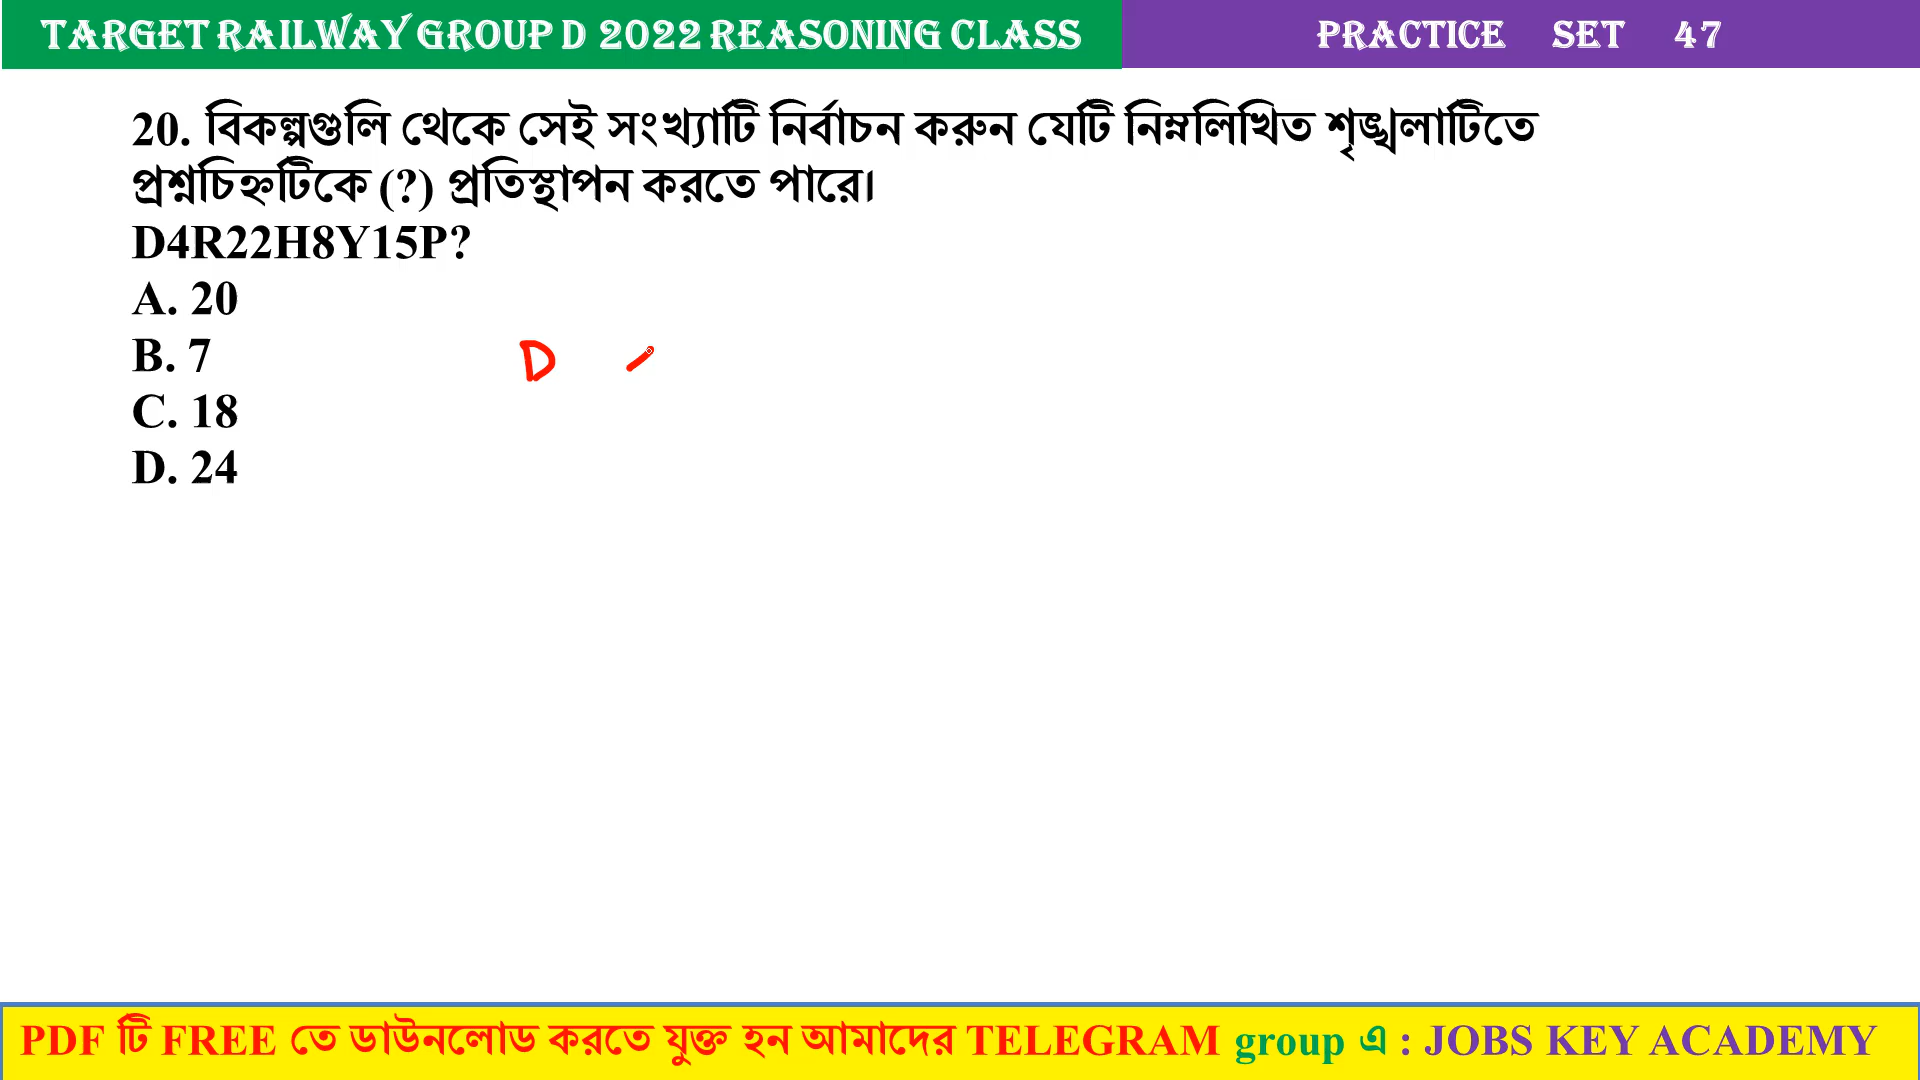 TARGET RAILWAY GROUP D 2022 REASONING CLASS
PRACTICE SET 47
20. বিকল্পগুলি থেকে সেই সংখ্যাটি নির্বাচন করুন যেটি নিম্নলিখিত শৃঙ্খলাটিতে
প্রশ্নচিহ্নটিকে (?) প্রতিস্থাপন করতে পারে।
D4R22H8Y15P?
A. 20
B. 7
C. 18
D. 24
D
PDF টি FREE তে ডাউনলোড করতে যুক্ত হন আমাদের TELEGRAM group এ : JOBS KEY ACADEMY